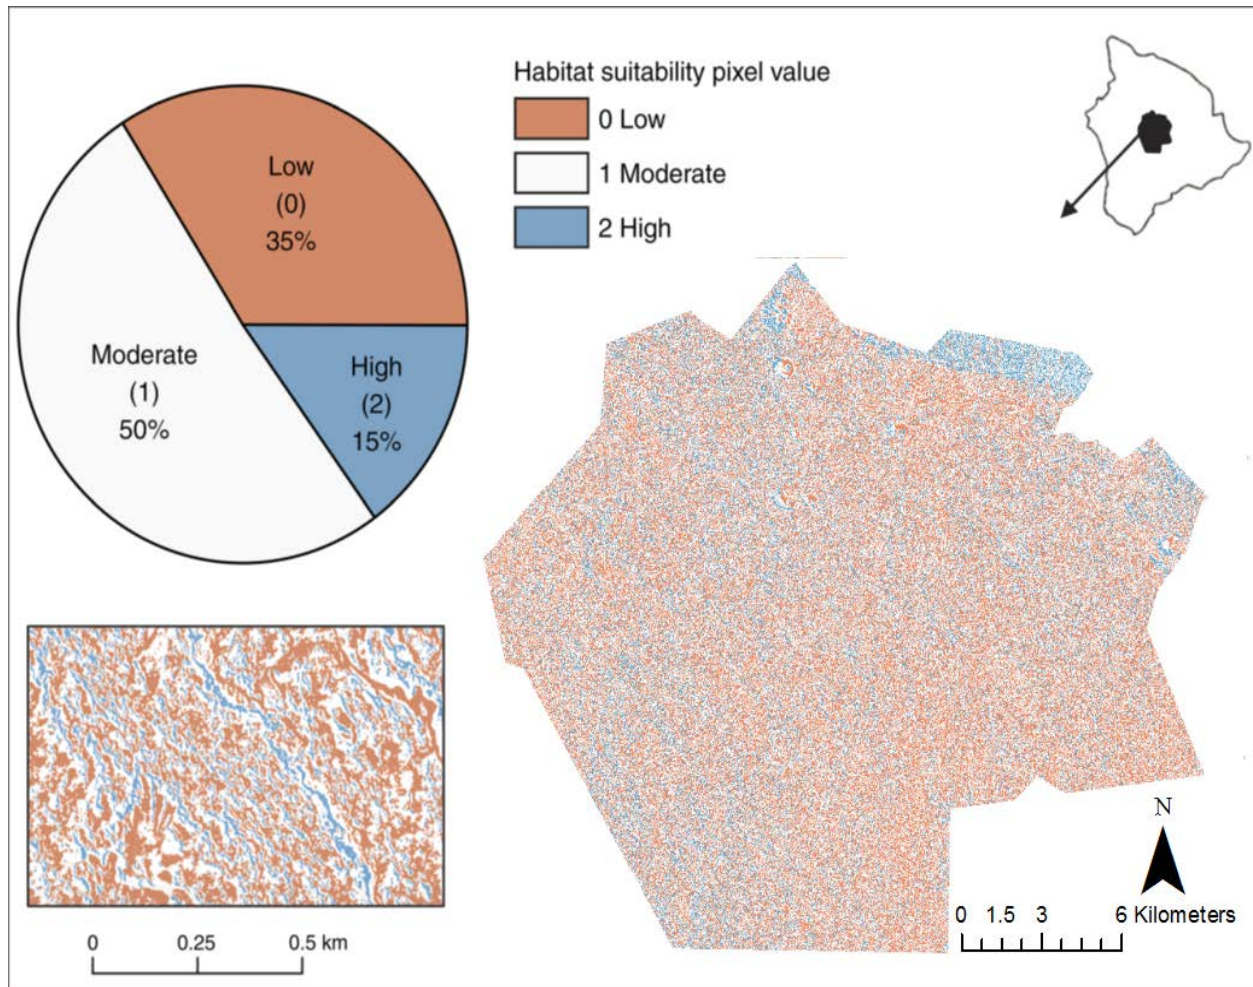 Habitat suitability pixel value
0 Low
1 Moderate
2 High
Low
(0)
35%
Moderate
(1)
50%
High
(2)
15%
0 0.25 0.5 km
N
0 1.5 3 6 Kilometers